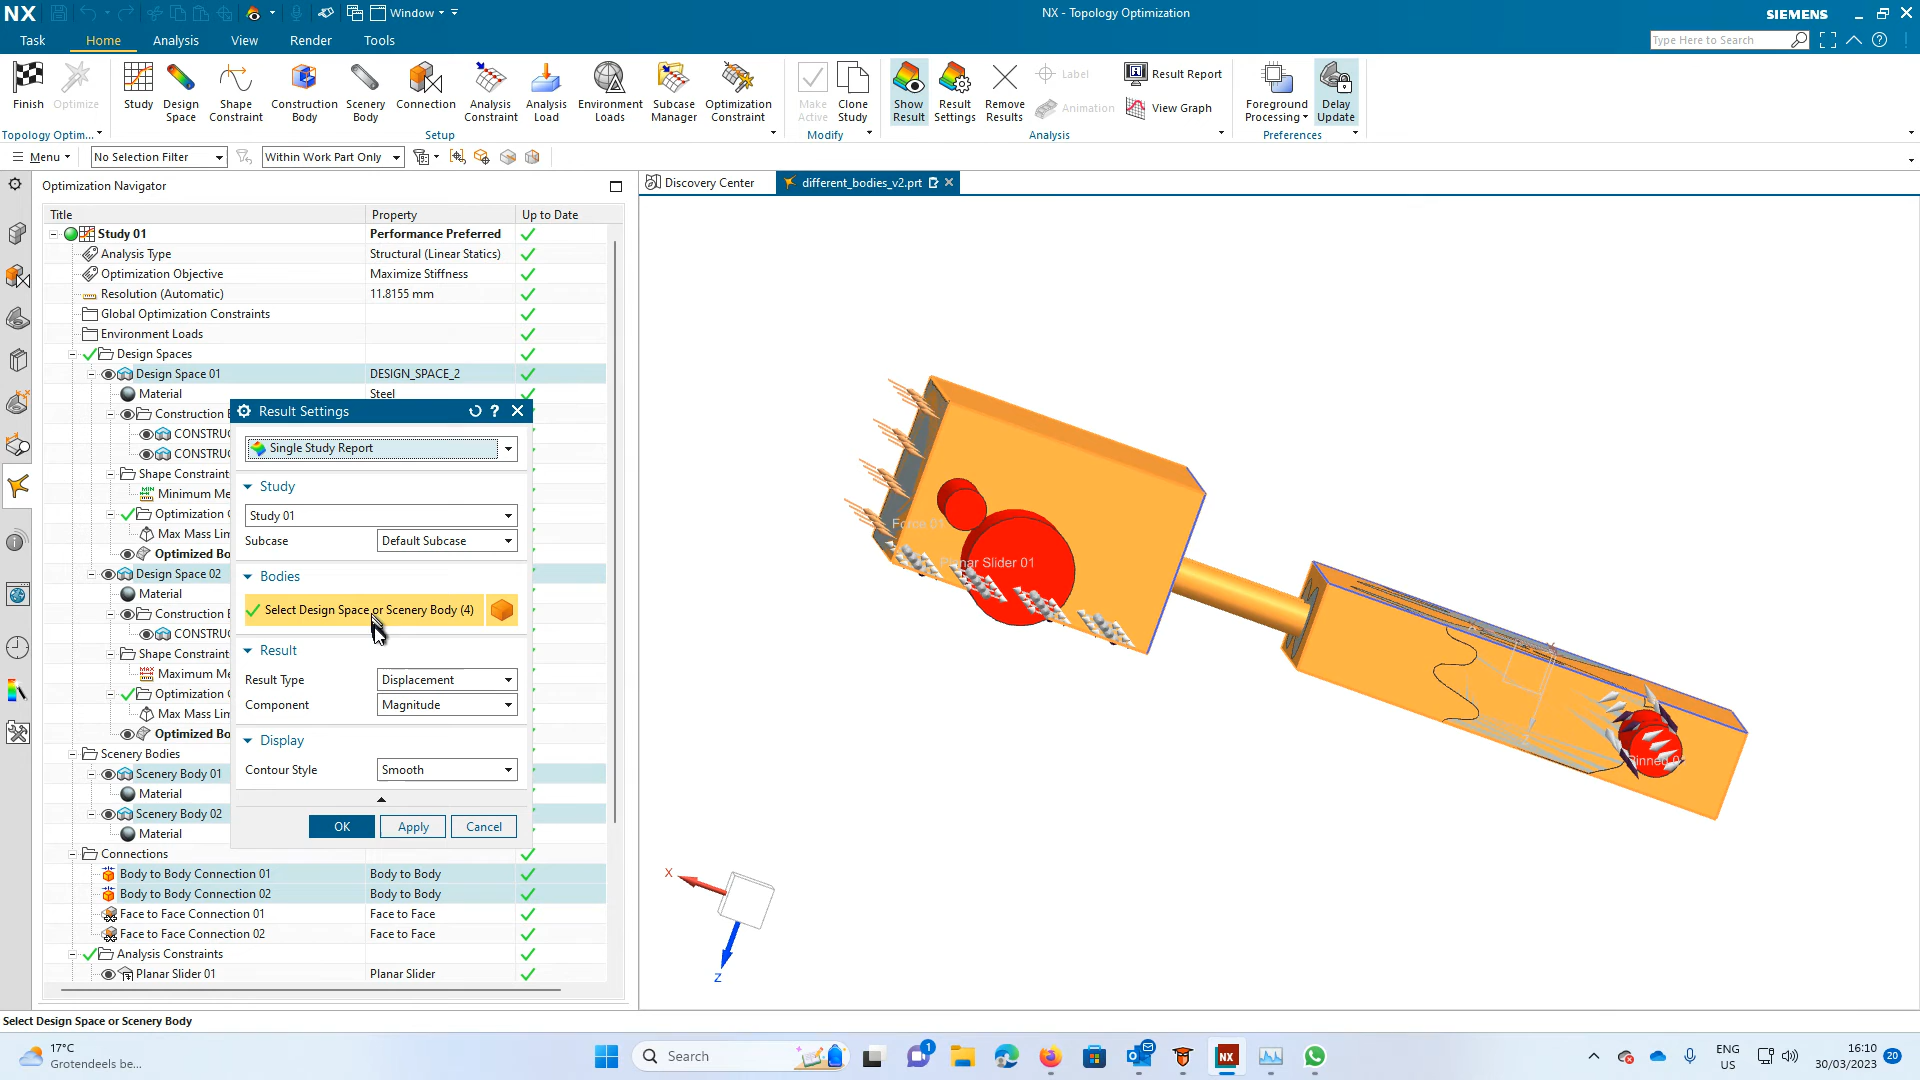 NX
Window
NX - Topology Optimization
SIEMENS
Task
Home
Analysis
View
Render
Tools
Type Here to Search
Finish
Optimize
Study
Design Space
Shape Constraint
Construction Body
Scenery Body
Connection
Analysis Constraint
Analysis Load
Environment Loads
Subcase Manager
Optimization Constraint
Make Active
Clone Study
Show Result
Result Settings
Remove Results
Label
Animation
Result Report
View Graph
Foreground Processing
Delay Update
Topology Optim...
Setup
Modify
Analysis
Preferences
Menu
No Selection Filter
Within Work Part Only
Optimization Navigator
Discovery Center
different_bodies_v2.prt
Title Property Up to Date
Study 01 Performance Preferred
Analysis Type Structural (Linear Statics)
Optimization Objective Maximize Stiffness
Resolution (Automatic) 11.8155 mm
Global Optimization Constraints
Environment Loads
Design Spaces
Design Space 01 DESIGN_SPACE_2
Material Steel
Construction B
CONSTRUC
CONSTRUC
Shape Constraint
MIN Minimum Me
Optimization C
Max Mass Lim
Optimized Bo
Design Space 02
Material
Construction B
CONSTRUC
Shape Constraint
MAX Maximum Me
Optimization C
Max Mass Lim
Optimized Bo
Scenery Bodies
Scenery Body 01
Material
Scenery Body 02
Material
Connections
Body to Body Connection 01 Body to Body
Body to Body Connection 02 Body to Body
Face to Face Connection 01 Face to Face
Face to Face Connection 02 Face to Face
Analysis Constraints
Planar Slider 01 Planar Slider
Result Settings
Single Study Report
Study
Study 01
Subcase Default Subcase
Bodies
Select Design Space or Scenery Body (4)
Result
Result Type Displacement
Component Magnitude
Display
Contour Style Smooth
OK
Apply
Cancel
Force 01
Planar Slider 01
X
Z
Select Design Space or Scenery Body
17°C
Grotendeels be...
Search
1
NX
ENG
US
16:10
30/03/2023
20